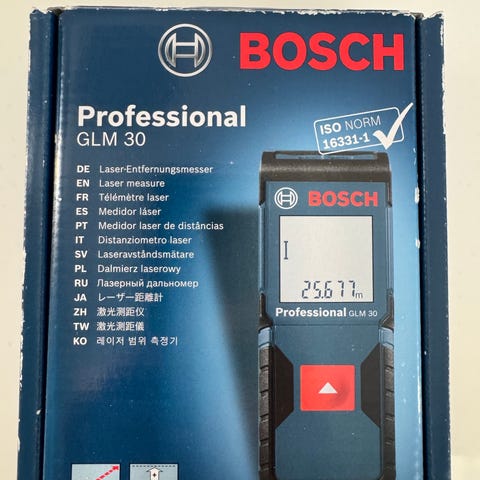 BOSCH
Professional
GLM 30
ISO NORM
16331-1
DE Laser-Entfernungsmesser
EN Laser measure
FR Télémètre laser
ES Medidor láser
PT Medidor laser de distâncias
IT Distanziometro laser
SV Laseravståndsmätare
PL Dalmierz laserowy
RU Лазерный дальномер
JA レーザー距離計
ZH 激光测距仪
TW 激光測距儀
KO 레이저 범위 측정기
BOSCH
25.677m
Professional GLM 30